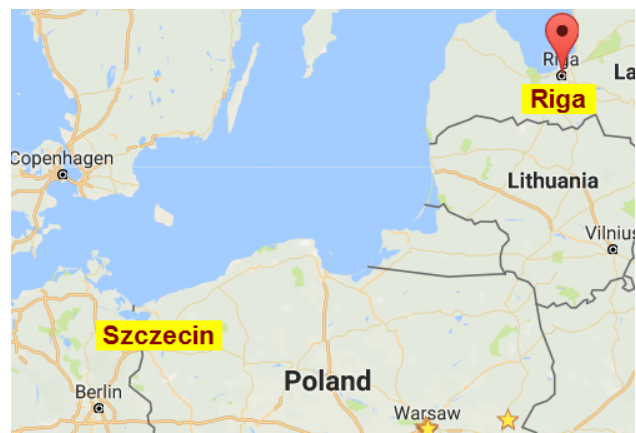 Riga
La
Riga
Copenhagen
Lithuania
Vilnius
Szczecin
Poland
Berlin
Warsaw